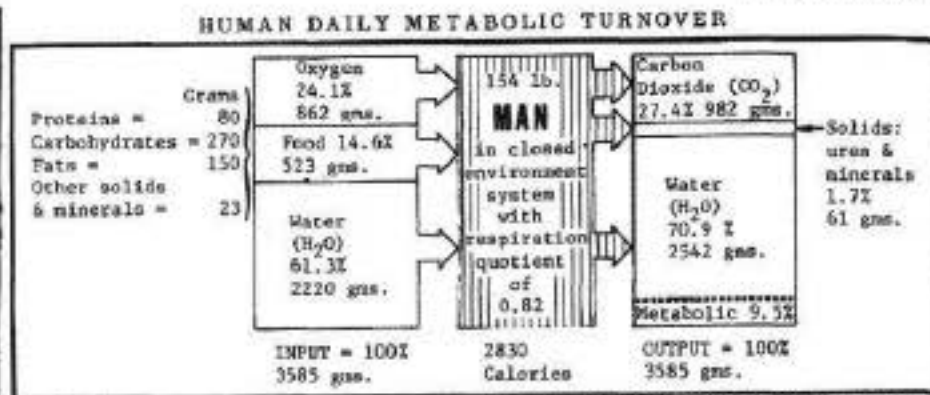 HUMAN DAILY METABOLIC TURNOVER
Grams
Proteins = 80
Carbohydrates = 270
Fats = 150
Other solids
& minerals = 23
Oxygen
24.1%
862 gms.
Food 14.6%
523 gms.
Water
(H₂O)
61.3%
2220 gms.
INPUT = 100%
3585 gms.
154 lb.
MAN
in closed
environment
system
with
respiration
quotient
of
0.82
2830
Calories
Carbon
Dioxide (CO₂)
27.4% 982 gms.
Water
(H₂O)
70.9 %
2542 gms.
Metabolic 9.5%
OUTPUT = 100%
3585 gms.
Solids:
urea &
minerals
1.7%
61 gms.